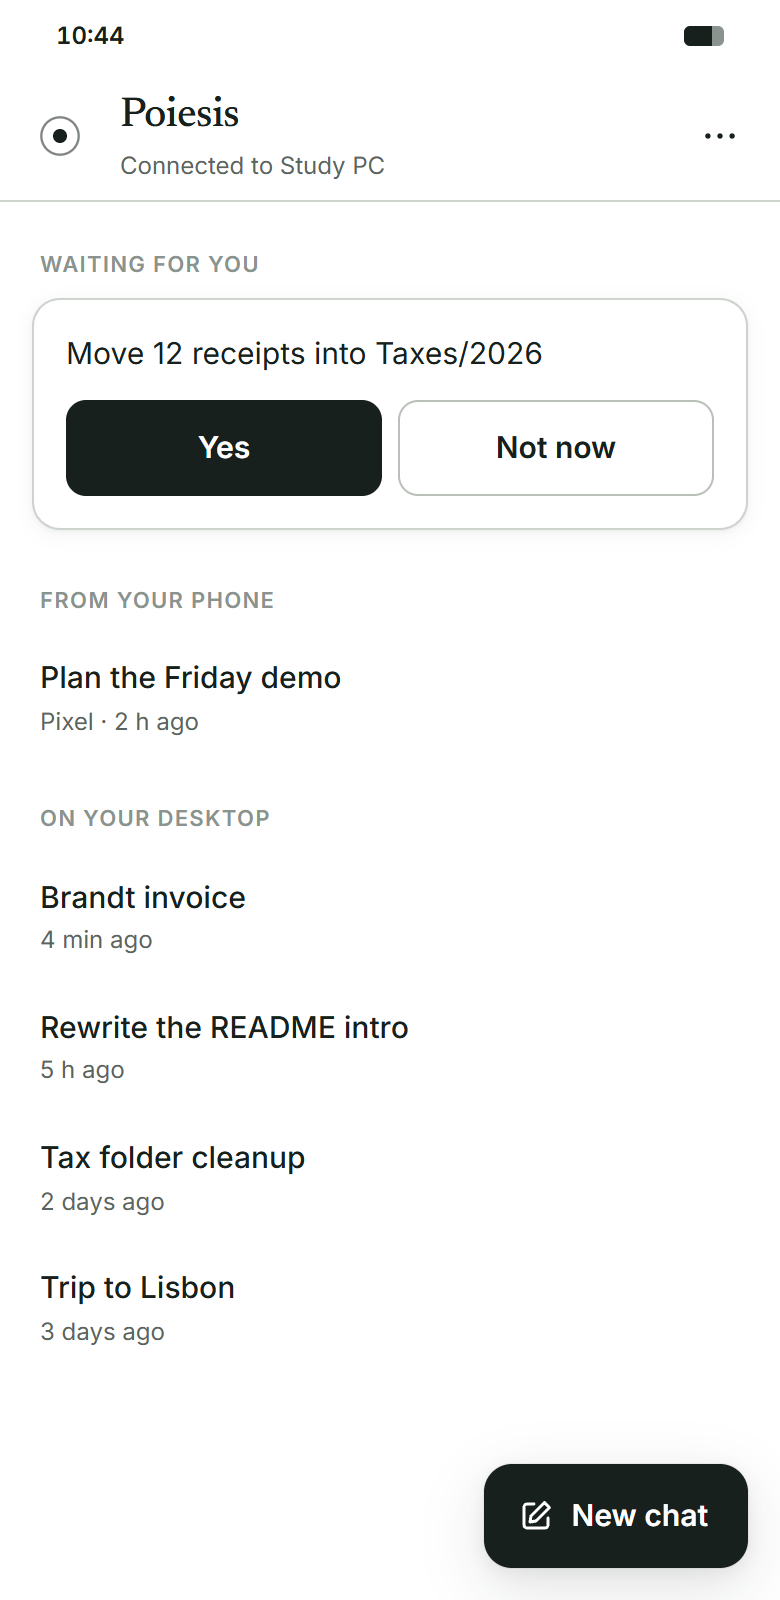 10:44
Poiesis
Connected to Study PC
WAITING FOR YOU
Move 12 receipts into Taxes/2026
Yes
Not now
FROM YOUR PHONE
Plan the Friday demo
Pixel · 2 h ago
ON YOUR DESKTOP
Brandt invoice
4 min ago
Rewrite the README intro
5 h ago
Tax folder cleanup
2 days ago
Trip to Lisbon
3 days ago
New chat